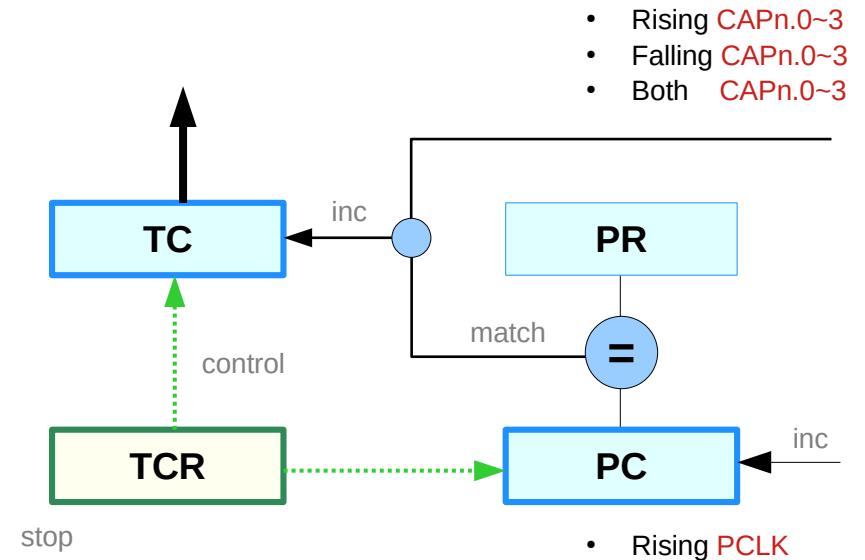 • Rising CAPn.0~3
• Falling CAPn.0~3
• Both CAPn.0~3
inc
TC
PR
match
=
control
inc
TCR
PC
stop
• Rising PCLK